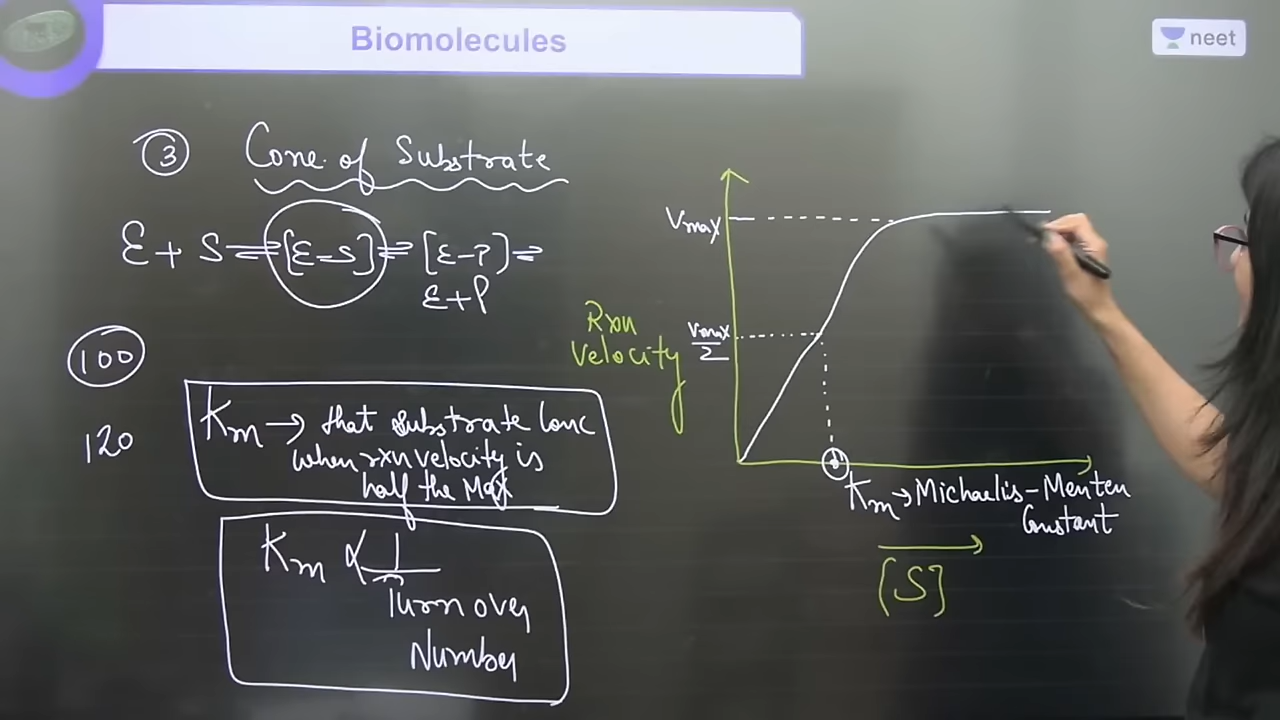 Biomolecules
neet
3 Conc. of Substrate
E + S ⇌ [E-S] ⇌ [E-P] ⇌
E+P
100
120
Km → that substrate Conc
when rxn velocity is
half the Max
Km ∝ 1
Turn over
Number
Vmax
Vmax
2
Rxn
Velocity
Km → Michaelis-Menten
Constant
[S]